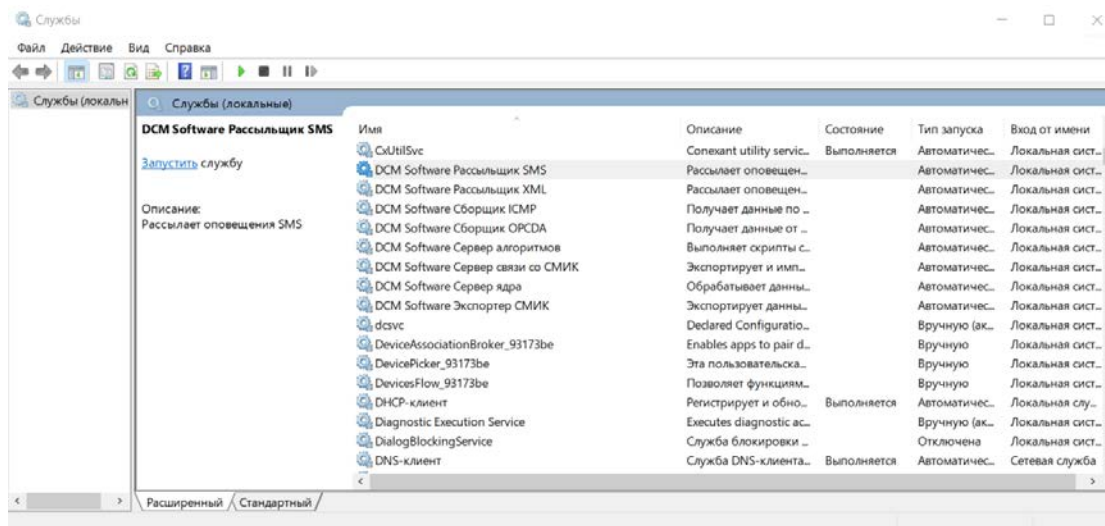 Службы
Файл Действие Вид Справка
Службы (локальн
Службы (локальные)
DCM Software Рассыльщик SMS
Запустить службу
Описание:
Рассылает оповещения SMS
Имя Описание Состояние Тип запуска Вход от имени
CxUtilSvc Conexant utility servic... Выполняется Автоматичес... Локальная сист...
DCM Software Рассыльщик SMS Рассылает оповещен... Автоматичес... Локальная сист...
DCM Software Рассыльщик XML Рассылает оповещен... Автоматичес... Локальная сист...
DCM Software Сборщик ICMP Получает данные по ... Автоматичес... Локальная сист...
DCM Software Сборщик OPCDA Получает данные от ... Автоматичес... Локальная сист...
DCM Software Сервер алгоритмов Выполняет скрипты с... Автоматичес... Локальная сист...
DCM Software Сервер связи со СМИК Экспортирует и имп... Автоматичес... Локальная сист...
DCM Software Сервер ядра Обрабатывает данны... Автоматичес... Локальная сист...
DCM Software Экспортер СМИК Экспортирует данны... Автоматичес... Локальная сист...
dcsvc Declared Configuratio... Вручную (ак... Локальная сист...
DeviceAssociationBroker_93173be Enables apps to pair d... Вручную Локальная сист...
DevicePicker_93173be Эта пользовательска... Вручную Локальная сист...
DevicesFlow_93173be Позволяет функциям... Вручную Локальная сист...
DHCP-клиент Регистрирует и обно... Выполняется Автоматичес... Локальная слу...
Diagnostic Execution Service Executes diagnostic ac... Вручную (ак... Локальная сист...
DialogBlockingService Служба блокировки ... Отключена Локальная сист...
DNS-клиент Служба DNS-клиента... Выполняется Автоматичес... Сетевая служба
Расширенный Стандартный